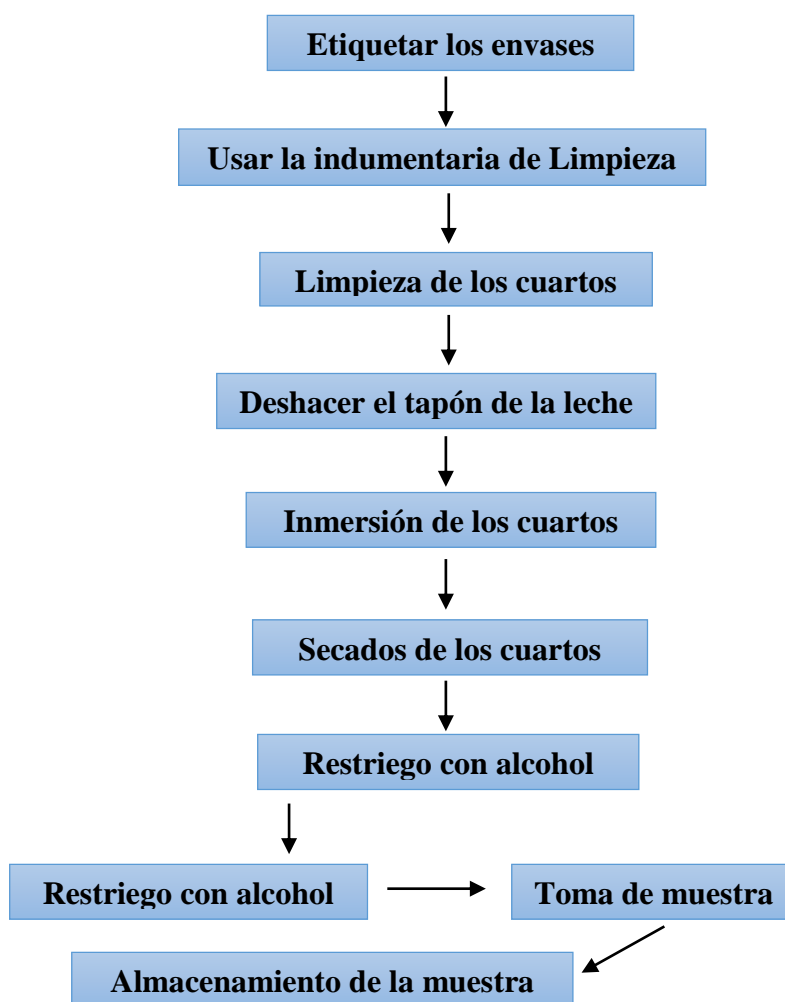 Etiquetar los envases
Usar la indumentaria de Limpieza
Limpieza de los cuartos
Deshacer el tapón de la leche
Inmersión de los cuartos
Secados de los cuartos
Restriego con alcohol
Restriego con alcohol
Toma de muestra
Almacenamiento de la muestra